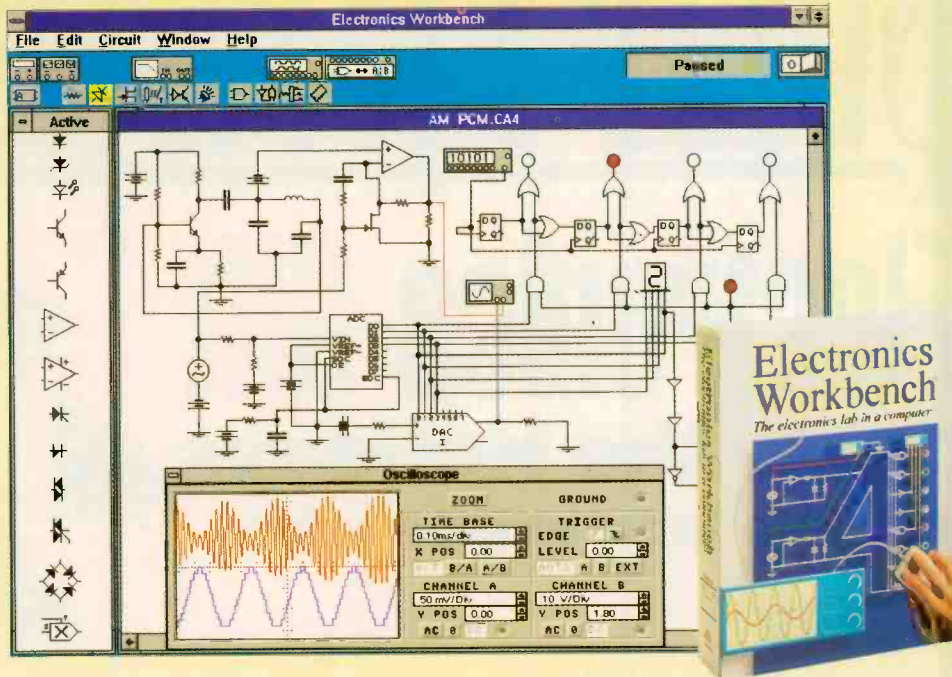 Electronics Workbench
File Edit Circuit Window Help
Paused
Active
AM_PCM.CA4
10101
D Q
D Q
D Q
D Q
2
ADC
DAC
I
Oscilloscope
ZOOM
GROUND
TIME BASE
0.10ms/div
X POS 0.00
B/A A/B
TRIGGER
EDGE
LEVEL 0.00
A B EXT
CHANNEL A
50 mV/Div
Y POS 0.00
AC 0
CHANNEL B
10 V/Div
Y POS 1.80
AC 0
Electronics
Workbench
The electronics lab in a computer